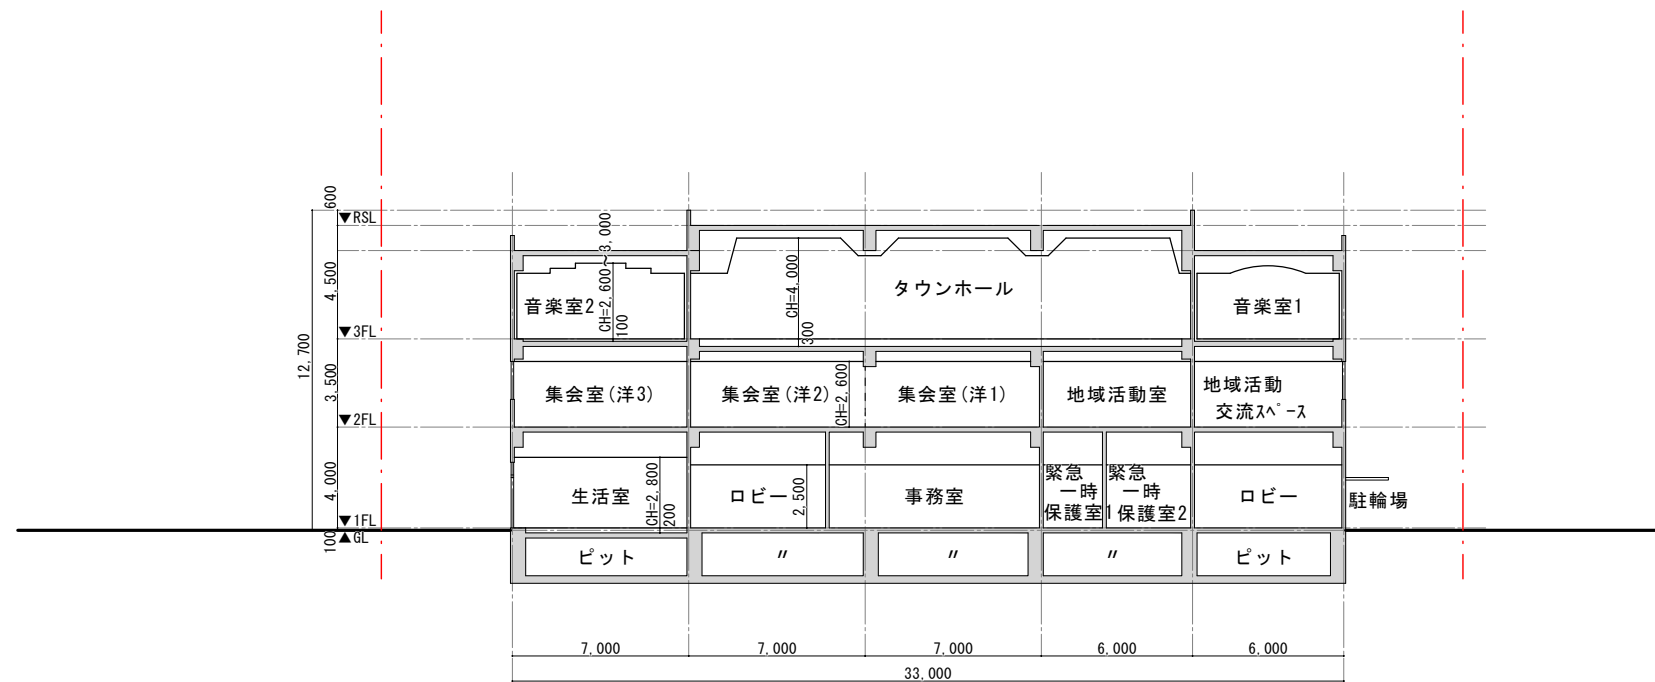 600
▼RSL
4,500
▼3FL
12,700
3,500
▼2FL
4,000
▼1FL
100
▲GL
音楽室2
CH=2,600～3,000
100
CH=4,000
300
タウンホール
音楽室1
集会室(洋3)
集会室(洋2)
CH=2,600
集会室(洋1)
地域活動室
地域活動
交流ｽﾍﾟｰｽ
生活室
CH=2,800
200
ロビー
2,500
事務室
緊急
一時
保護室1
緊急
一時
保護室2
ロビー
駐輪場
ピット
〃
〃
〃
ピット
7,000
7,000
7,000
6,000
6,000
33,000